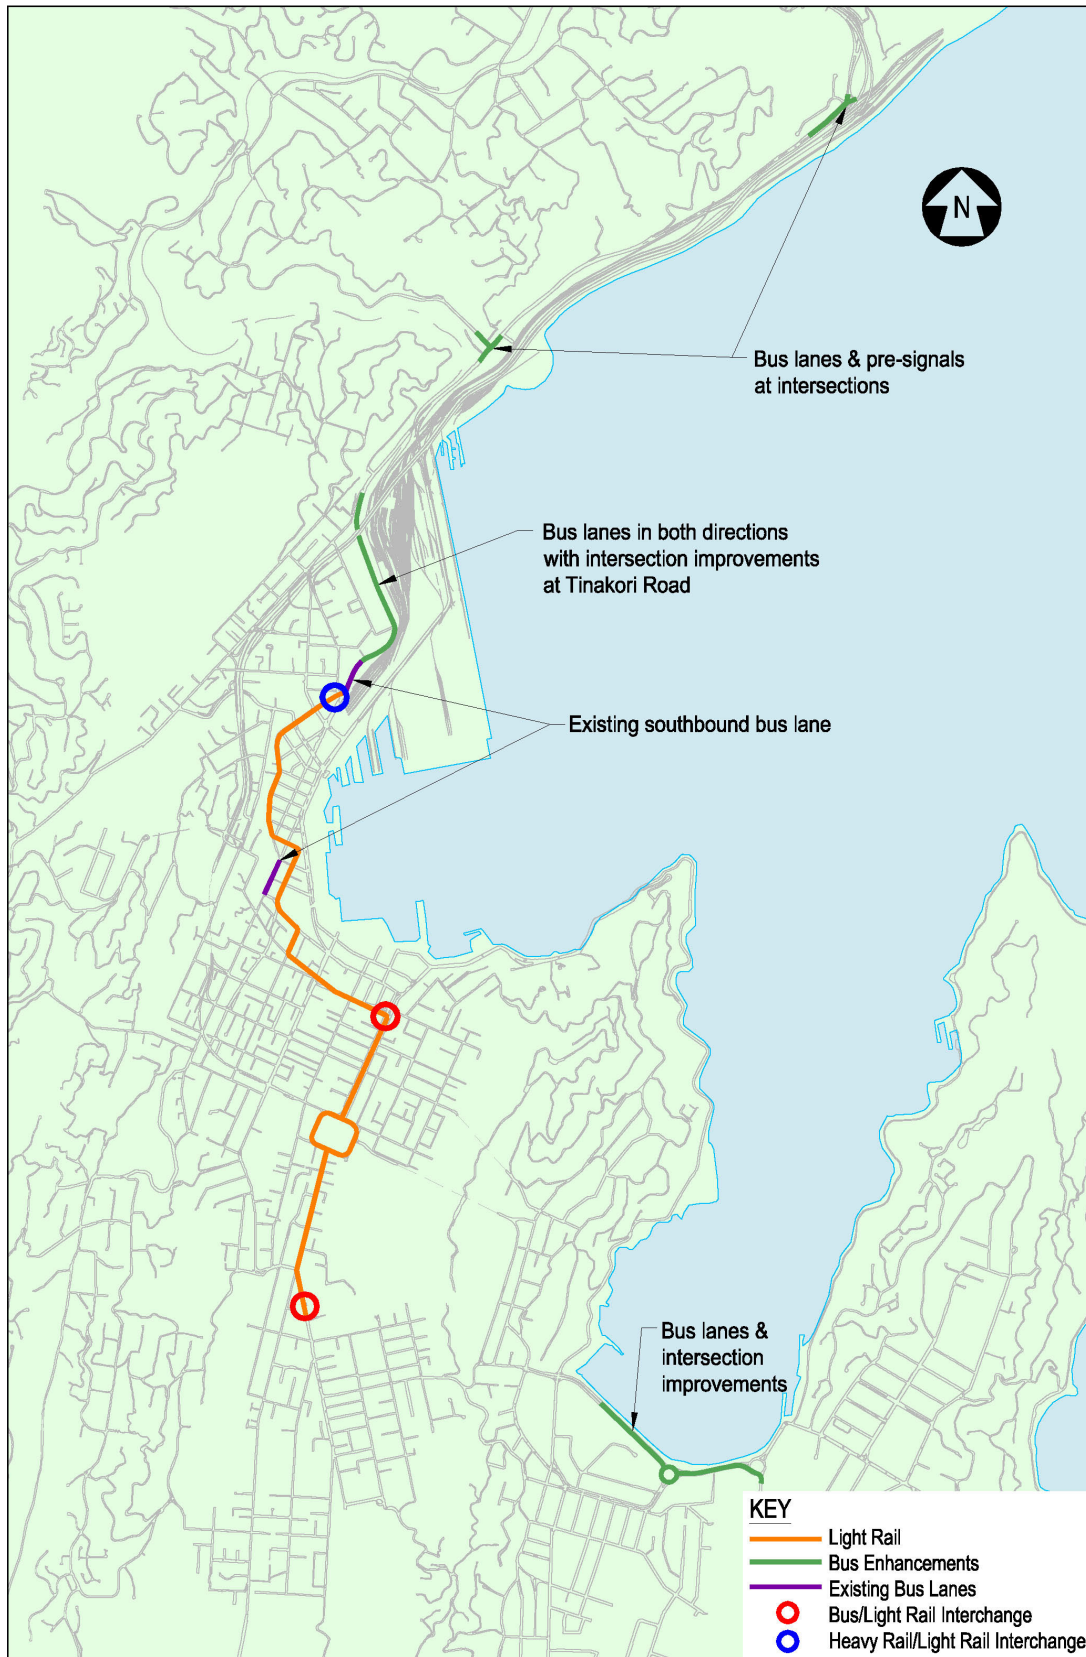 N
Bus lanes & pre-signals
at intersections
Bus lanes in both directions
with intersection improvements
at Tinakori Road
Existing southbound bus lane
Bus lanes &
intersection
improvements
KEY
Light Rail
Bus Enhancements
Existing Bus Lanes
Bus/Light Rail Interchange
Heavy Rail/Light Rail Interchange